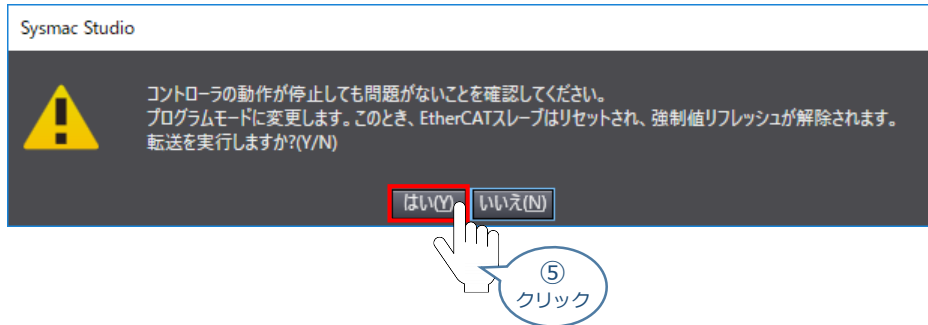 Sysmac Studio
コントローラの動作が停止しても問題がないことを確認してください。
プログラムモードに変更します。このとき、EtherCATスレーブはリセットされ、強制値リフレッシュが解除されます。
転送を実行しますか?(Y/N)
はい(Y) いいえ(N)
⑤
クリック